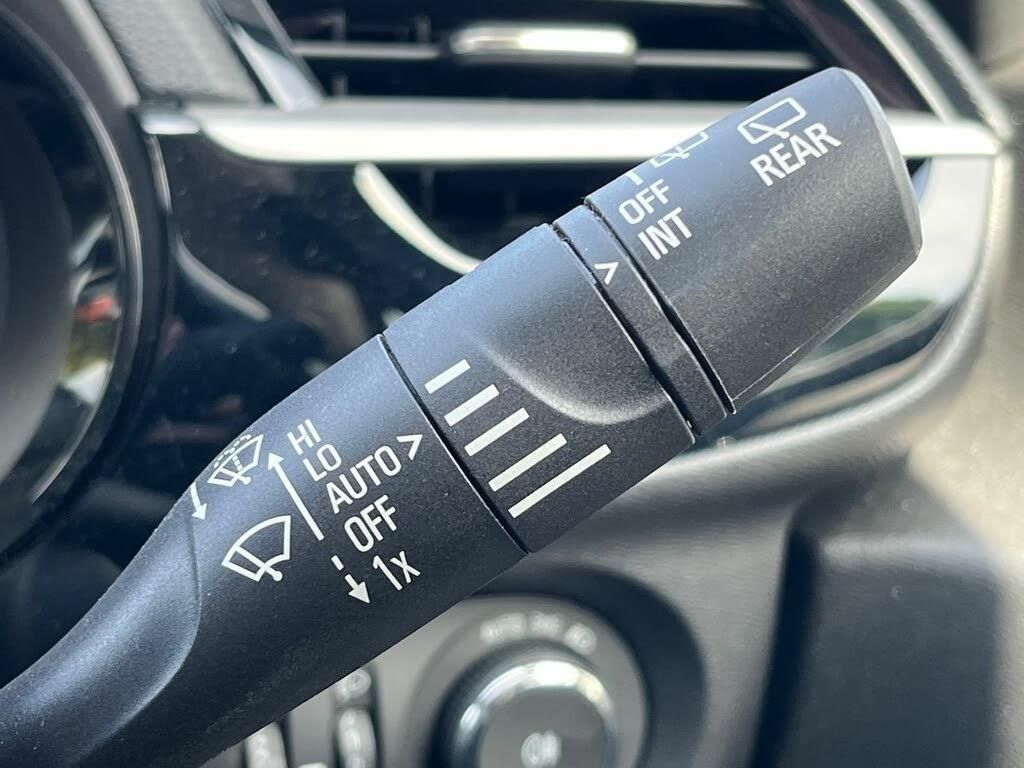 REAR
OFF
INT
HI
LO
AUTO
OFF
1x